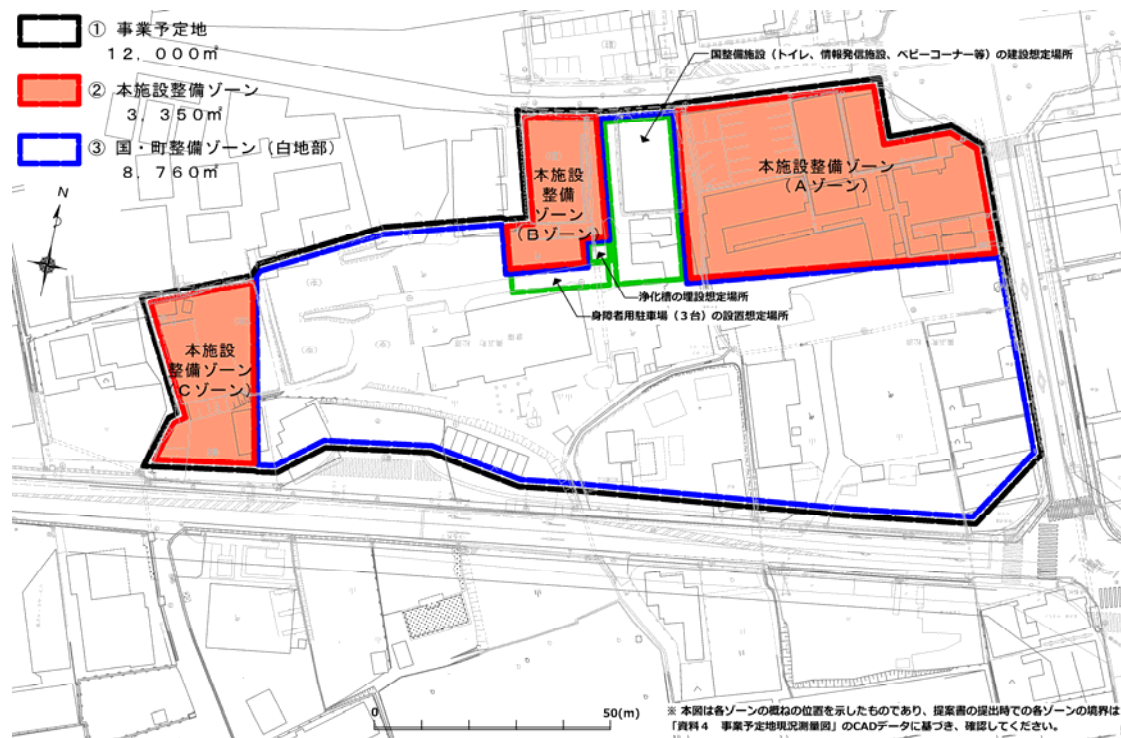 ① 事業予定地
12，000㎡
② 本施設整備ゾーン
3，350㎡
③ 国・町整備ゾーン（白地部）
8，760㎡
N
国整備施設（トイレ、情報発信施設、ベビーコーナー等）の建設想定場所
本施設整備ゾーン
（Aゾーン）
本施設
整備
ゾーン
（Bゾーン）
浄化槽の埋設想定場所
身障者用駐車場（３台）の設置想定場所
本施設
整備ゾーン
（Cゾーン）
0
50(m)
※ 本図は各ゾーンの概ねの位置を示したものであり、提案書の提出時での各ゾーンの境界は
「資料４　事業予定地現況測量図」のCADデータに基づき、確認してください。